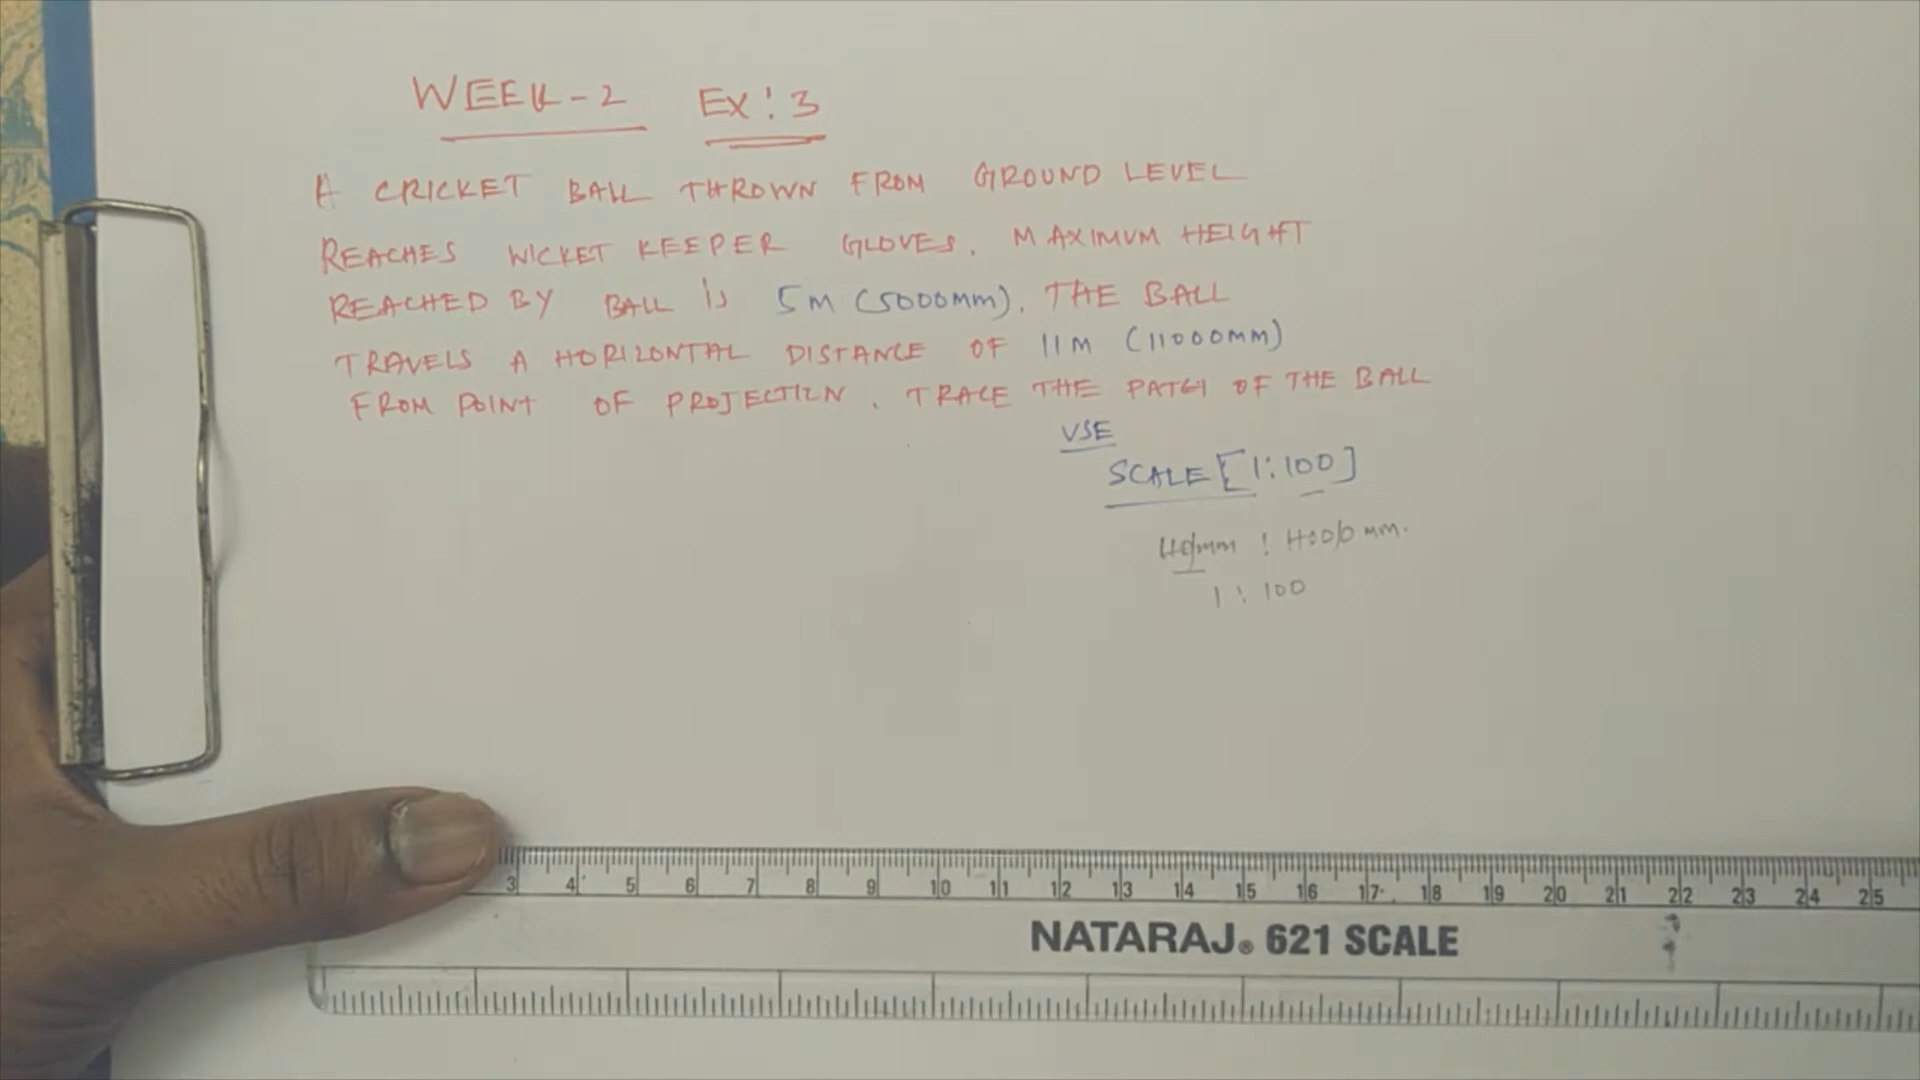 WEEK-2 EX:3
A CRICKET BALL THROWN FROM GROUND LEVEL
REACHES WICKET KEEPER GLOVES. MAXIMUM HEIGHT
REACHED BY BALL IS 5M (5000MM). THE BALL
TRAVELS A HORIZONTAL DISTANCE OF 11M (11000MM)
FROM POINT OF PROJECTION. TRACE THE PATH OF THE BALL
USE
SCALE [1:100]
110mm : 11000 mm.
1 : 100
3 4 5 6 7 8 9 10 11 12 13 14 15 16 17 18 19 20 21 22 23 24 25
NATARAJ® 621 SCALE